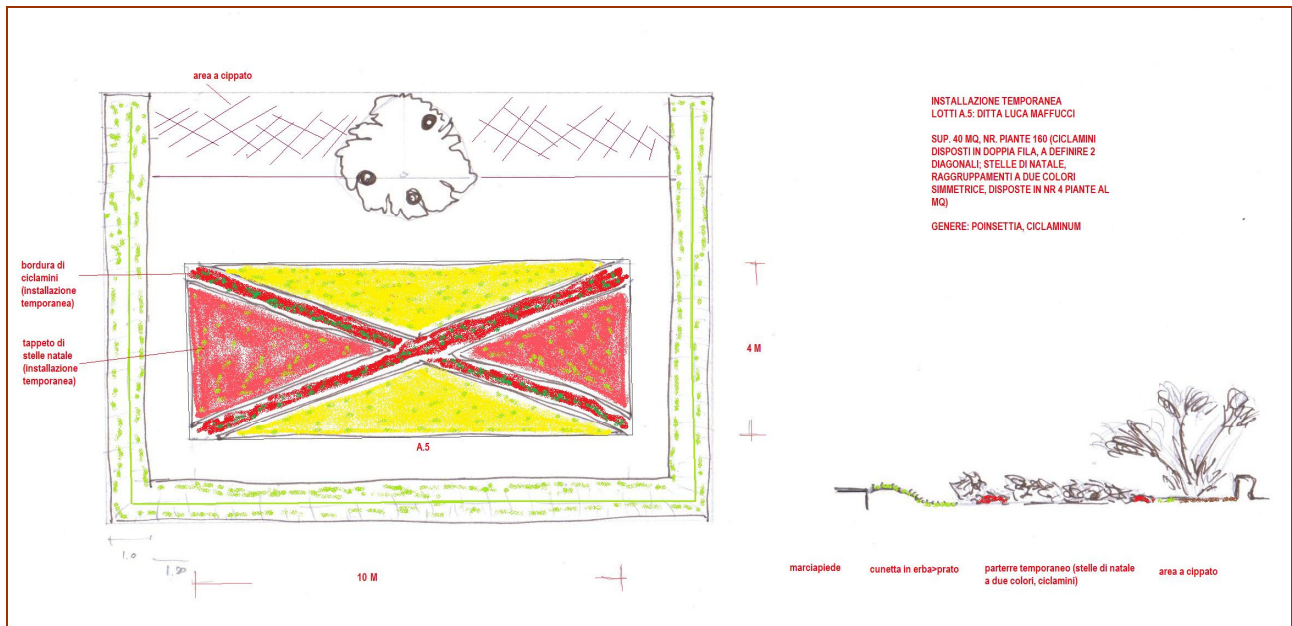 area a cippato
INSTALLAZIONE TEMPORANEA
LOTTI A.5: DITTA LUCA MAFFUCCI
SUP. 40 MQ, NR. PIANTE 160 (CICLAMINI
DISPOSTI IN DOPPIA FILA, A DEFINIRE 2
DIAGONALI; STELLE DI NATALE,
RAGGRUPPAMENTI A DUE COLORI
SIMMETRICE, DISPOSTE IN NR 4 PIANTE AL
MQ)
GENERE: POINSETTIA, CICLAMINUM
bordura di
ciclamini
(installazione
temporanea)
tappeto di
stelle natale
(installazione
temporanea)
4 M
A.5
1.0
1.20
10 M
marciapiede
cunetta in erba>prato
parterre temporaneo (stelle di natale
a due colori, ciclamini)
area a cippato